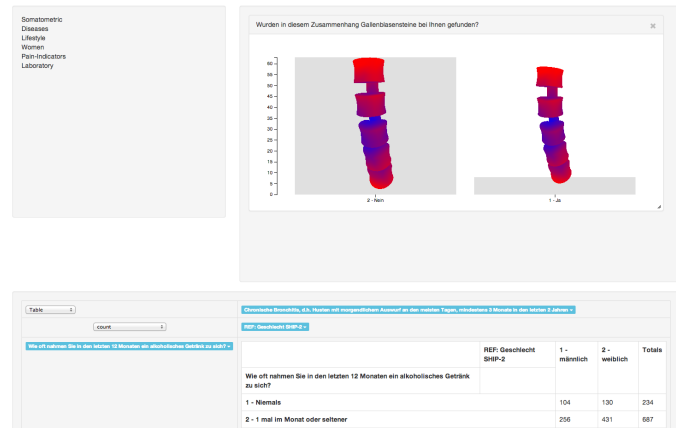 Somatometric
Diseases
Lifestyle
Women
Pain-Indicators
Laboratory
Wurden in diesem Zusammenhang Gallenblasensteine bei Ihnen gefunden?
60
55
50
45
40
35
30
25
20
15
10
5
0
2 - Nein
1 - Ja
Table
Chronische Bronchitis, d.h. Husten mit morgendlichem Auswurf an den meisten Tagen, mindestens 3 Monate in den letzten 2 Jahren
count
REF: Geschlecht SHIP-2
Wie oft nahmen Sie in den letzten 12 Monaten ein alkoholisches Getränk zu sich?
REF: Geschlecht SHIP-2
1 - männlich
2 - weiblich
Totals
Wie oft nahmen Sie in den letzten 12 Monaten ein alkoholisches Getränk zu sich?
1 - Niemals
104
130
234
2 - 1 mal im Monat oder seltener
256
431
687